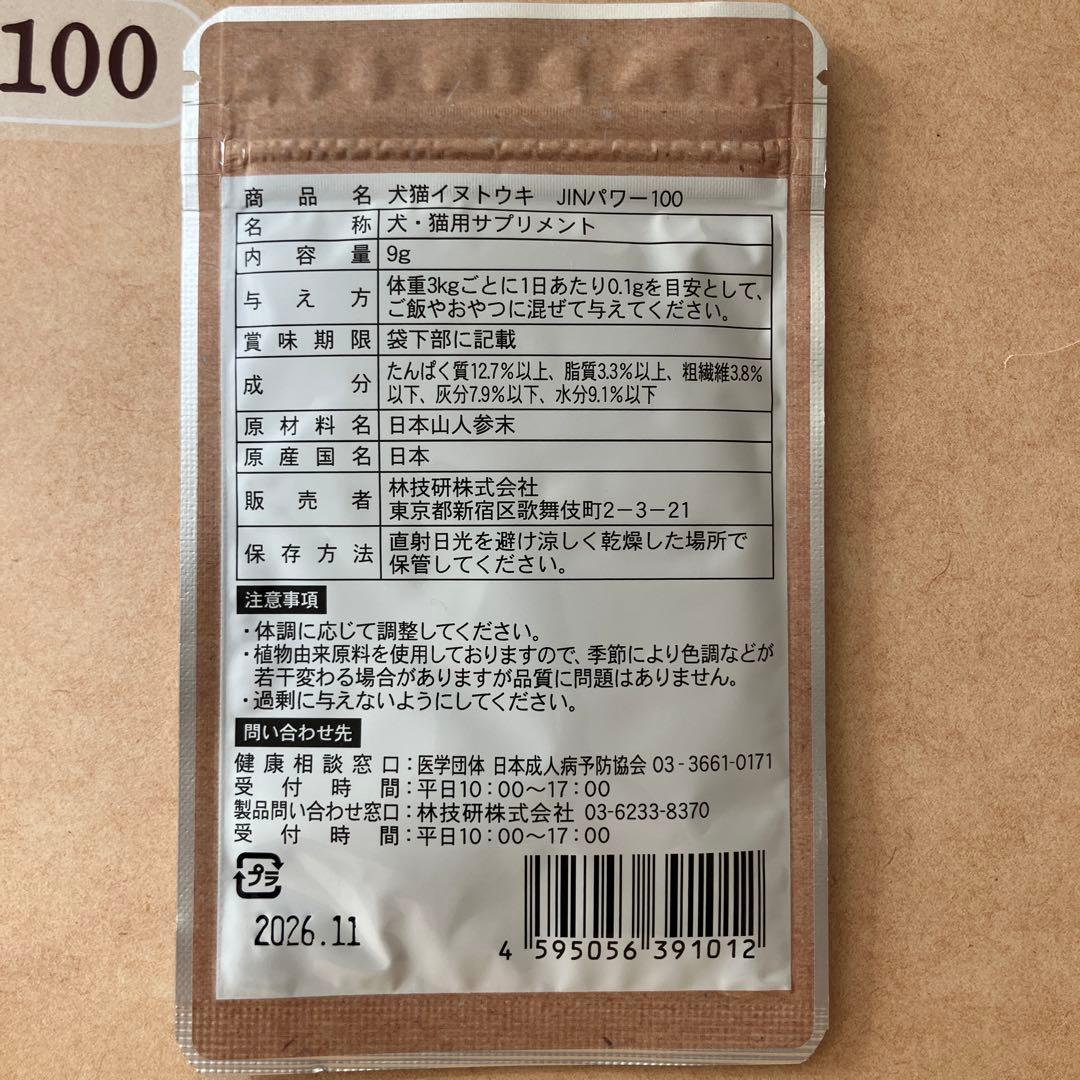 100
商品名 犬猫イヌトウキ JINパワー100
名称 犬・猫用サプリメント
内容量 9g
与え方 体重3kgごとに1日あたり0.1gを目安として、
ご飯やおやつに混ぜて与えてください。
賞味期限 袋下部に記載
成分 たんぱく質12.7%以上、脂質3.3%以上、粗繊維3.8%
以下、灰分7.9%以下、水分9.1%以下
原材料名 日本山人参末
原産国名 日本
販売者 林技研株式会社
東京都新宿区歌舞伎町2−3−21
保存方法 直射日光を避け涼しく乾燥した場所で
保管してください。
注意事項
・体調に応じて調整してください。
・植物由来原料を使用しておりますので、季節により色調などが
若干変わる場合がありますが品質に問題はありません。
・過剰に与えないようにしてください。
問い合わせ先
健康相談窓口：医学団体 日本成人病予防協会 03-3661-0171
受付時間：平日10：00〜17：00
製品問い合わせ窓口：林技研株式会社 03-6233-8370
受付時間：平日10：00〜17：00
プラ
2026.11
4 595056 391012